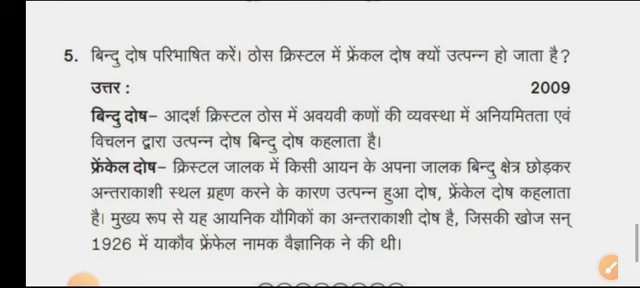 5. बिन्दु दोष परिभाषित करें। ठोस क्रिस्टल में फ्रेंकल दोष क्यों उत्पन्न हो जाता है?
उत्तर : 2009
बिन्दु दोष– आदर्श क्रिस्टल ठोस में अवयवी कणों की व्यवस्था में अनियमितता एवं
विचलन द्वारा उत्पन्न दोष बिन्दु दोष कहलाता है।
फ्रेंकेल दोष– क्रिस्टल जालक में किसी आयन के अपना जालक बिन्दु क्षेत्र छोड़कर
अन्तराकाशी स्थल ग्रहण करने के कारण उत्पन्न हुआ दोष, फ्रेंकेल दोष कहलाता
है। मुख्य रूप से यह आयनिक यौगिकों का अन्तराकाशी दोष है, जिसकी खोज सन्
1926 में याकौव फ्रेंफेल नामक वैज्ञानिक ने की थी।